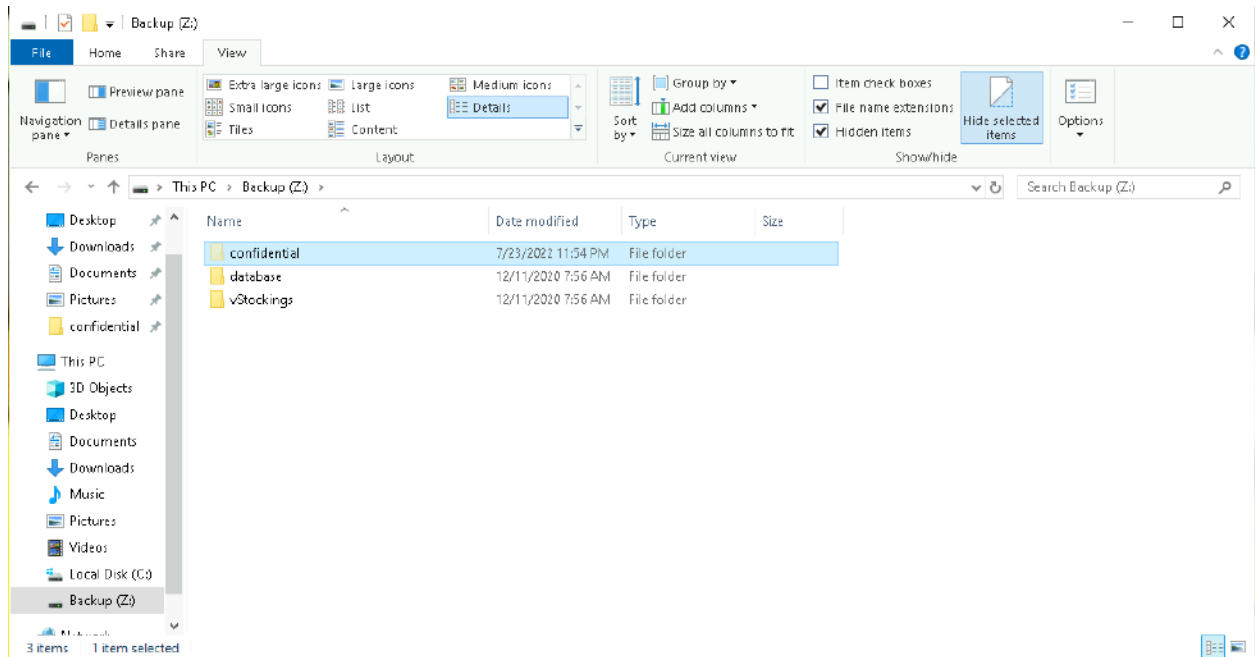 Backup (Z:)
File Home Share View
Navigation pane
Preview pane
Details pane
Panes
Extra large icons Large icons Medium icons
Small icons List Details
Tiles Content
Layout
Sort by
Group by
Add columns
Size all columns to fit
Current view
Item check boxes
File name extensions
Hidden items
Hide selected items
Show/hide
Options
This PC > Backup (Z:) >
Search Backup (Z:)
Desktop
Downloads
Documents
Pictures
confidential
This PC
3D Objects
Desktop
Documents
Downloads
Music
Pictures
Videos
Local Disk (C:)
Backup (Z:)
Name Date modified Type Size
confidential 7/23/2022 11:54 PM File folder
database 12/11/2020 7:56 AM File folder
vStockings 12/11/2020 7:56 AM File folder
3 items 1 item selected